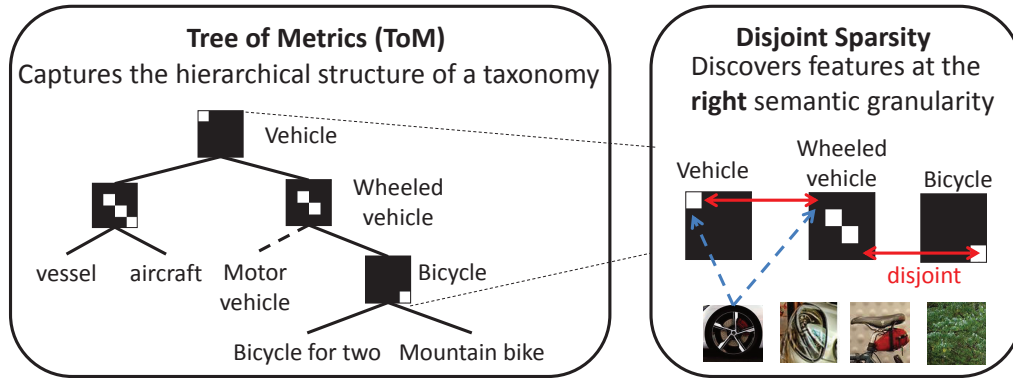 Tree of Metrics (ToM)
Captures the hierarchical structure of a taxonomy
Vehicle
Wheeled
vehicle
vessel
aircraft
Motor
vehicle
Bicycle
Bicycle for two
Mountain bike
Disjoint Sparsity
Discovers features at the
right semantic granularity
Vehicle
Wheeled
vehicle
Bicycle
disjoint